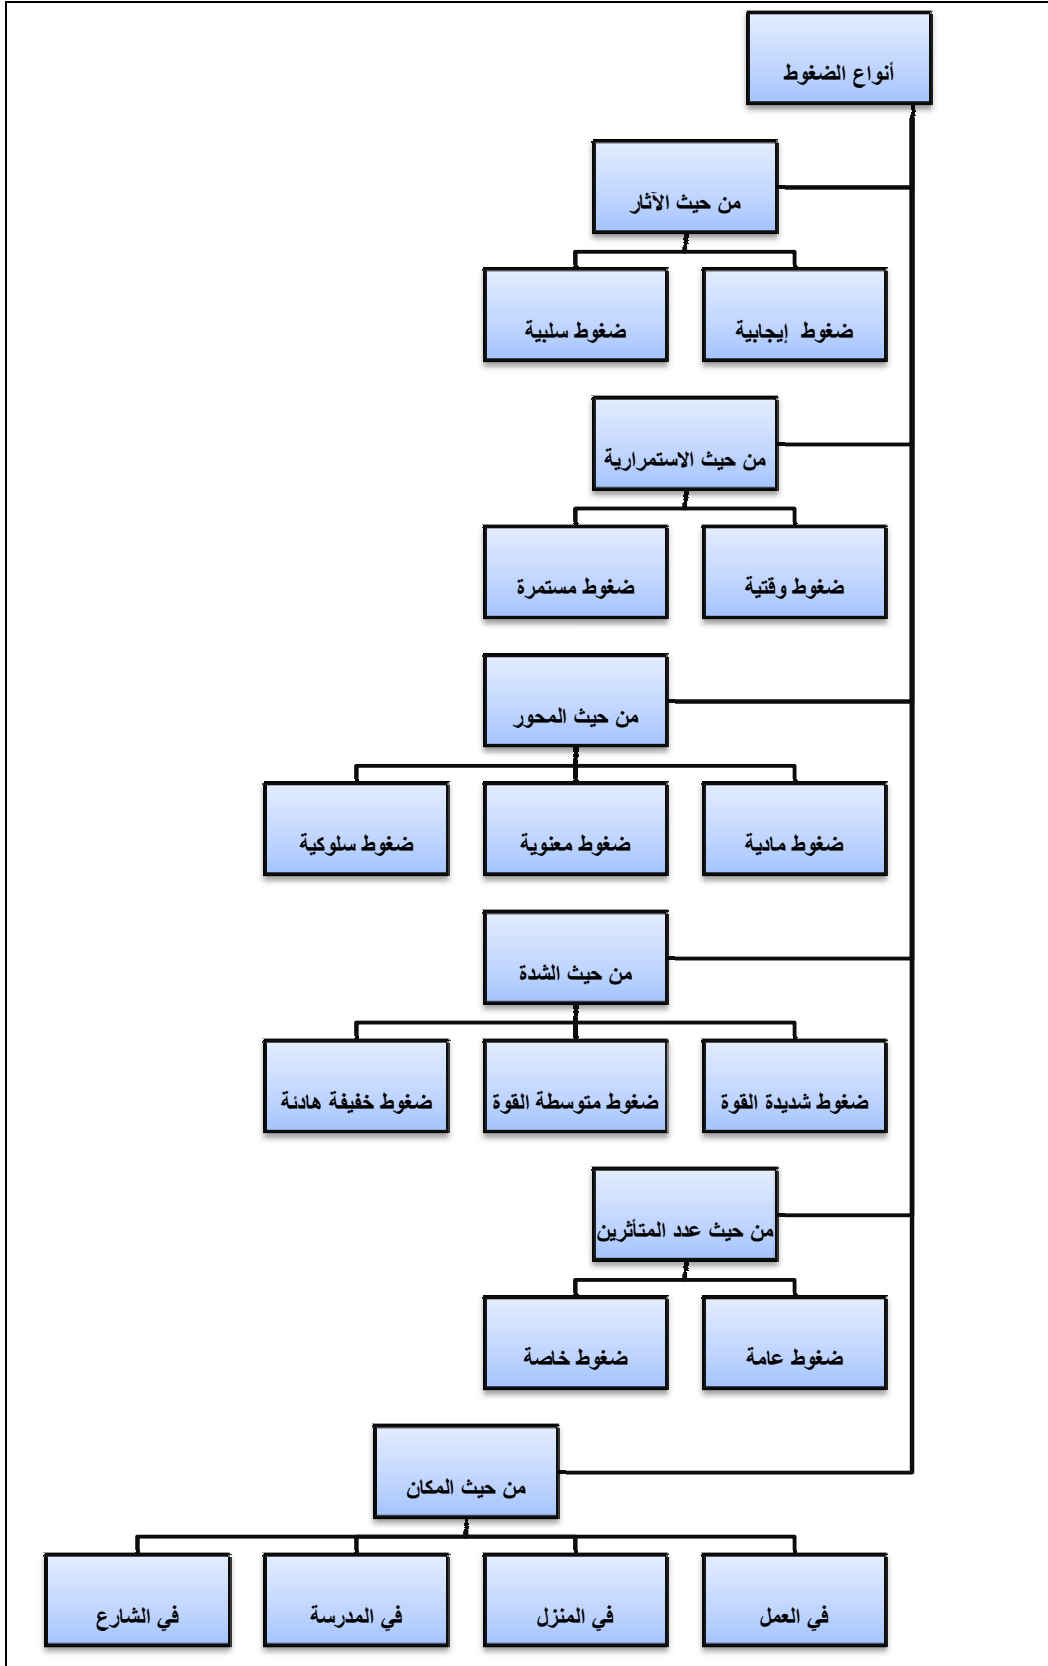 أنواع الضغوط
من حيث الآثار
ضغوط إيجابية
ضغوط سلبية
من حيث الاستمرارية
ضغوط وقتية
ضغوط مستمرة
من حيث المحور
ضغوط مادية
ضغوط معنوية
ضغوط سلوكية
من حيث الشدة
ضغوط شديدة القوة
ضغوط متوسطة القوة
ضغوط خفيفة هادئة
من حيث عدد المتأثرين
ضغوط عامة
ضغوط خاصة
من حيث المكان
في العمل
في المنزل
في المدرسة
في الشارع